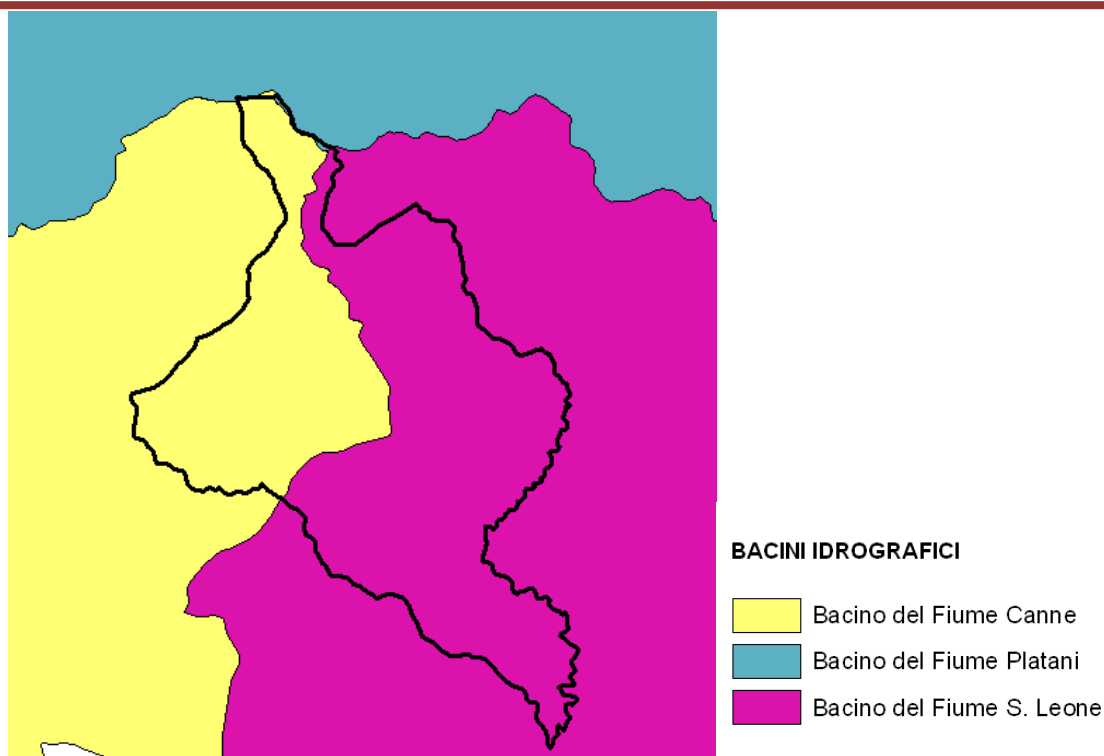 BACINI IDROGRAFICI
Bacino del Fiume Canne
Bacino del Fiume Platani
Bacino del Fiume S. Leone